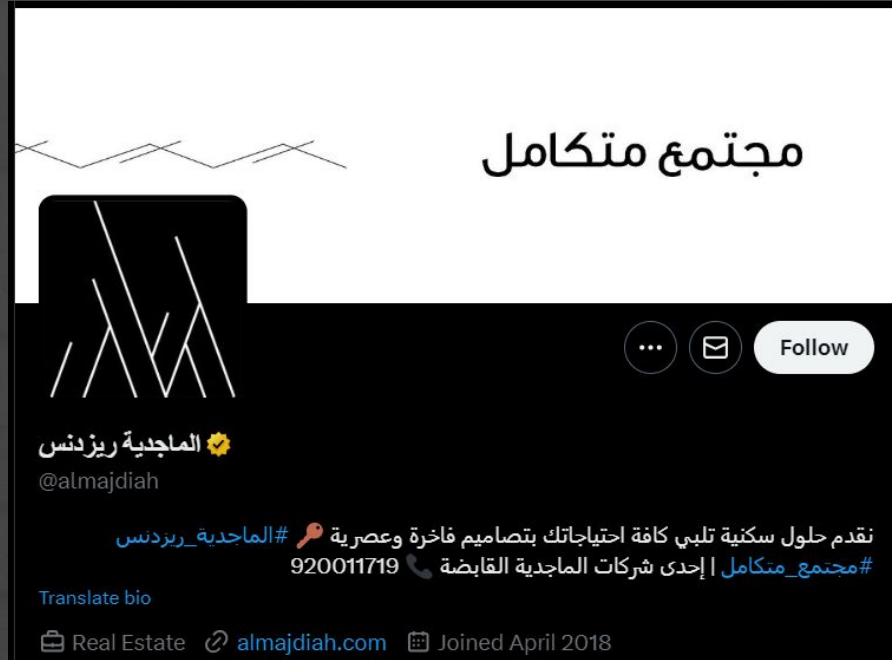 مجتمع متكامل
Follow
الماجدية ريزدنس
@almajdiah
نقدم حلول سكنية تلبي كافة احتياجاتك بتصاميم فاخرة وعصرية 🔑 #الماجدية_ريزدنس
#مجتمع_متكامل | إحدى شركات الماجدية القابضة 📞 920011719
Translate bio
Real Estate almajdiah.com Joined April 2018